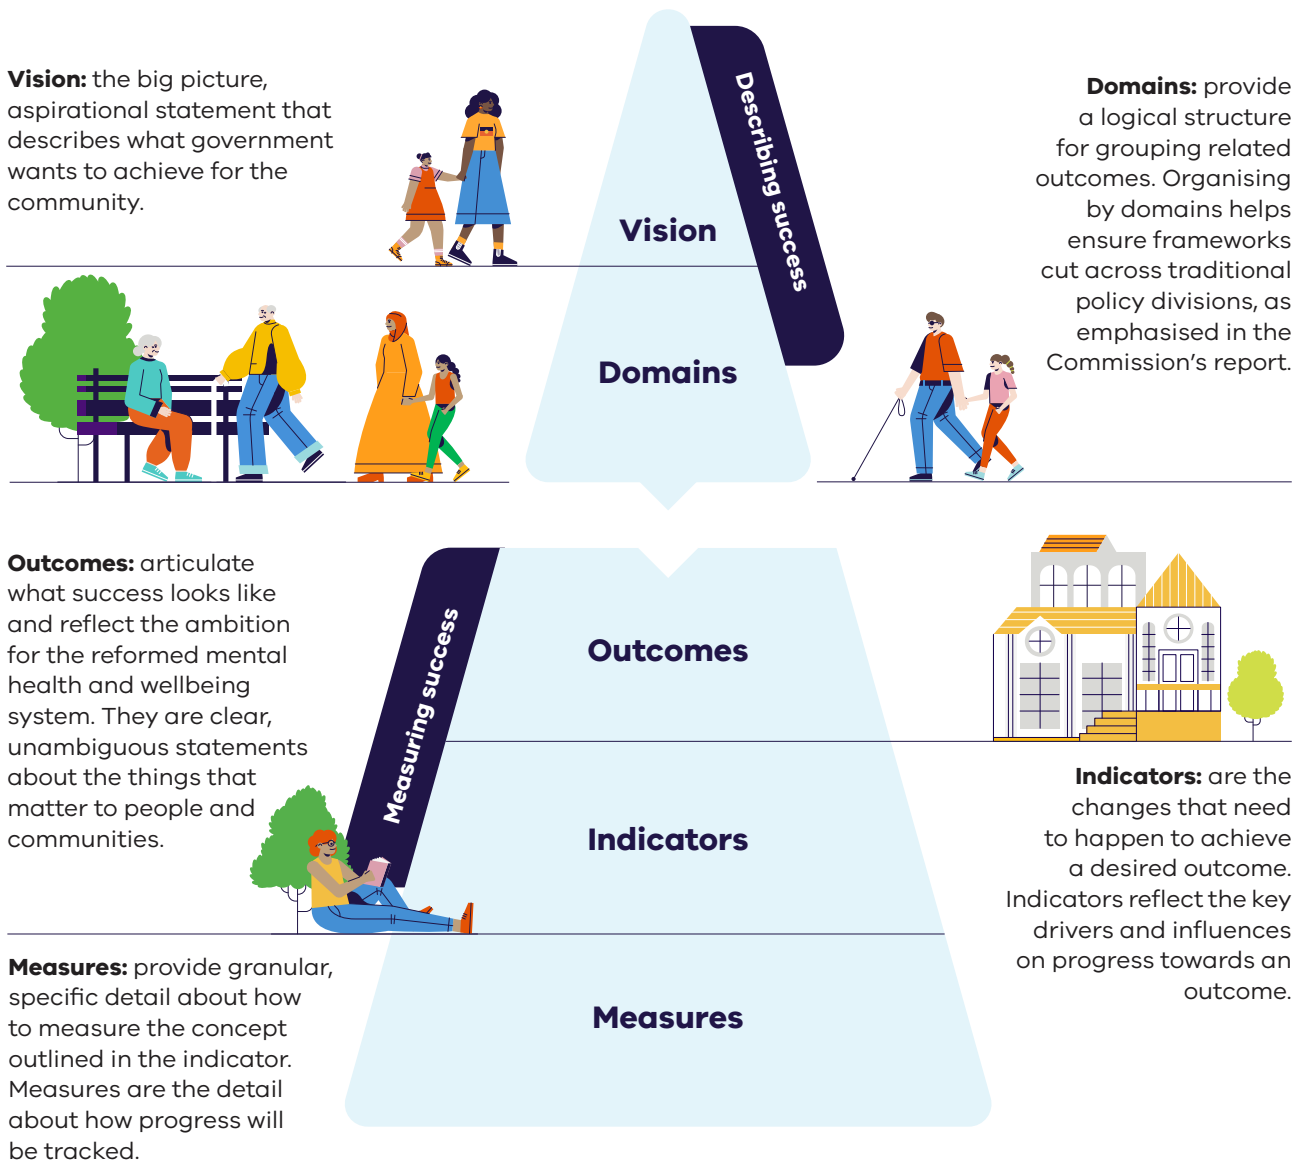 Vision: the big picture,
aspirational statement that
describes what government
wants to achieve for the
community.
Describing success
Vision
Domains
Domains: provide
a logical structure
for grouping related
outcomes. Organising
by domains helps
ensure frameworks
cut across traditional
policy divisions, as
emphasised in the
Commission’s report.
Outcomes: articulate
what success looks like
and reflect the ambition
for the reformed mental
health and wellbeing
system. They are clear,
unambiguous statements
about the things that
matter to people and
communities.
Measuring success
Outcomes
Indicators
Measures
Indicators: are the
changes that need
to happen to achieve
a desired outcome.
Indicators reflect the key
drivers and influences
on progress towards an
outcome.
Measures: provide granular,
specific detail about how
to measure the concept
outlined in the indicator.
Measures are the detail
about how progress will
be tracked.